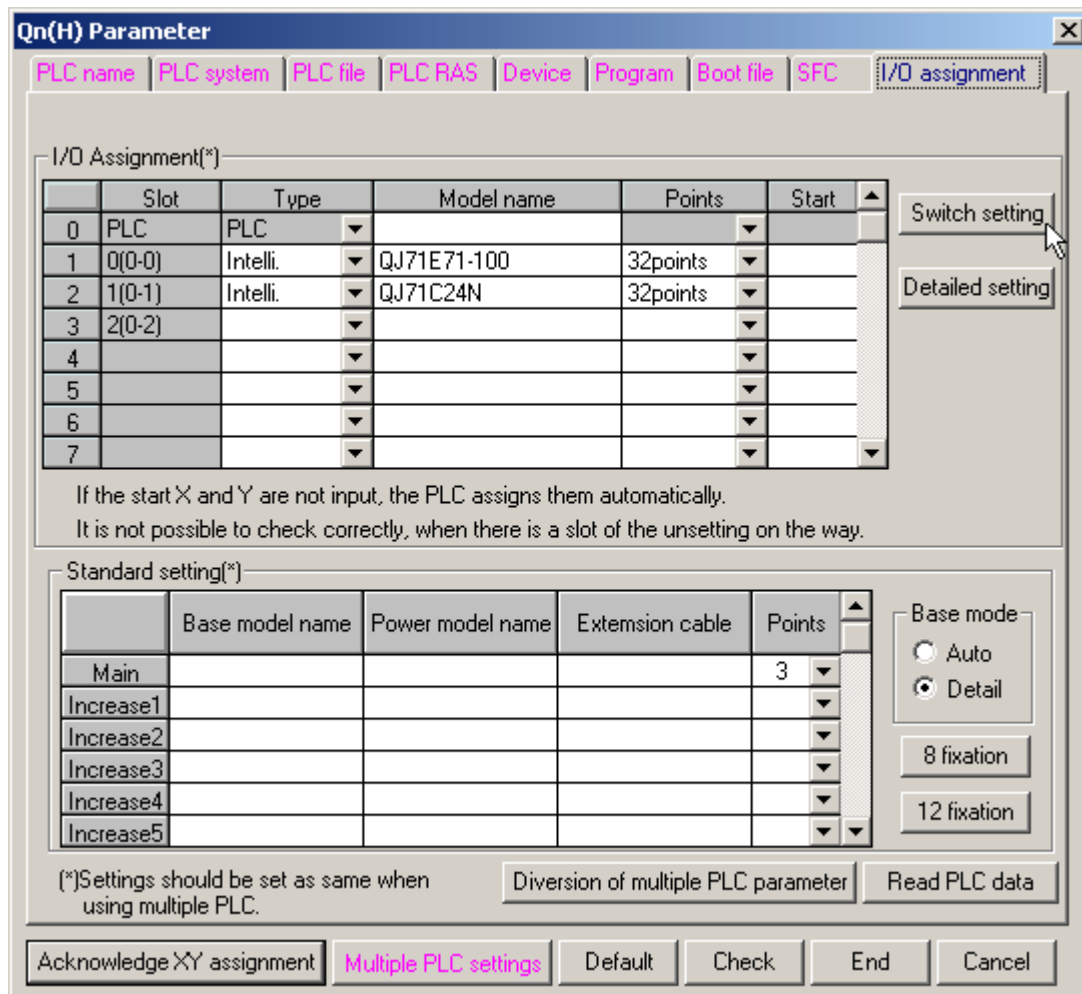 Qn(H) Parameter
PLC name PLC system PLC file PLC RAS Device Program Boot file SFC I/O assignment
I/O Assignment(*)
Slot Type Model name Points Start
0 PLC PLC
1 0(0-0) Intelli. QJ71E71-100 32points
2 1(0-1) Intelli. QJ71C24N 32points
3 2(0-2)
4
5
6
7
Switch setting
Detailed setting
If the start X and Y are not input, the PLC assigns them automatically.
It is not possible to check correctly, when there is a slot of the unsetting on the way.
Standard setting(*)
Base model name Power model name Extemsion cable Points
Main 3
Increase1
Increase2
Increase3
Increase4
Increase5
Base mode
Auto
Detail
8 fixation
12 fixation
(*)Settings should be set as same when
using multiple PLC.
Diversion of multiple PLC parameter Read PLC data
Acknowledge XY assignment Multiple PLC settings Default Check End Cancel